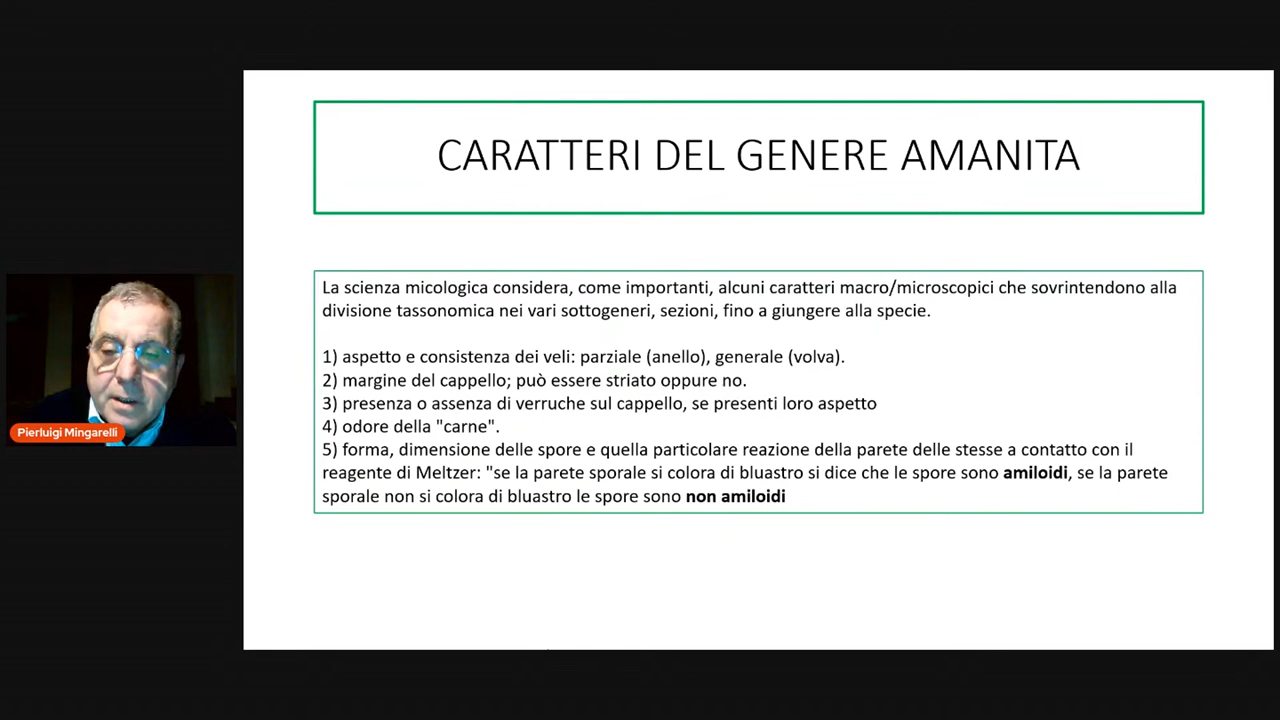 CARATTERI DEL GENERE AMANITA
La scienza micologica considera, come importanti, alcuni caratteri macro/microscopici che sovrintendono alla
divisione tassonomica nei vari sottogeneri, sezioni, fino a giungere alla specie.
1) aspetto e consistenza dei veli: parziale (anello), generale (volva).
2) margine del cappello; può essere striato oppure no.
3) presenza o assenza di verruche sul cappello, se presenti loro aspetto
4) odore della "carne".
5) forma, dimensione delle spore e quella particolare reazione della parete delle stesse a contatto con il
reagente di Meltzer: "se la parete sporale si colora di bluastro si dice che le spore sono amiloidi, se la parete
sporale non si colora di bluastro le spore sono non amiloidi
Pierluigi Mingarelli